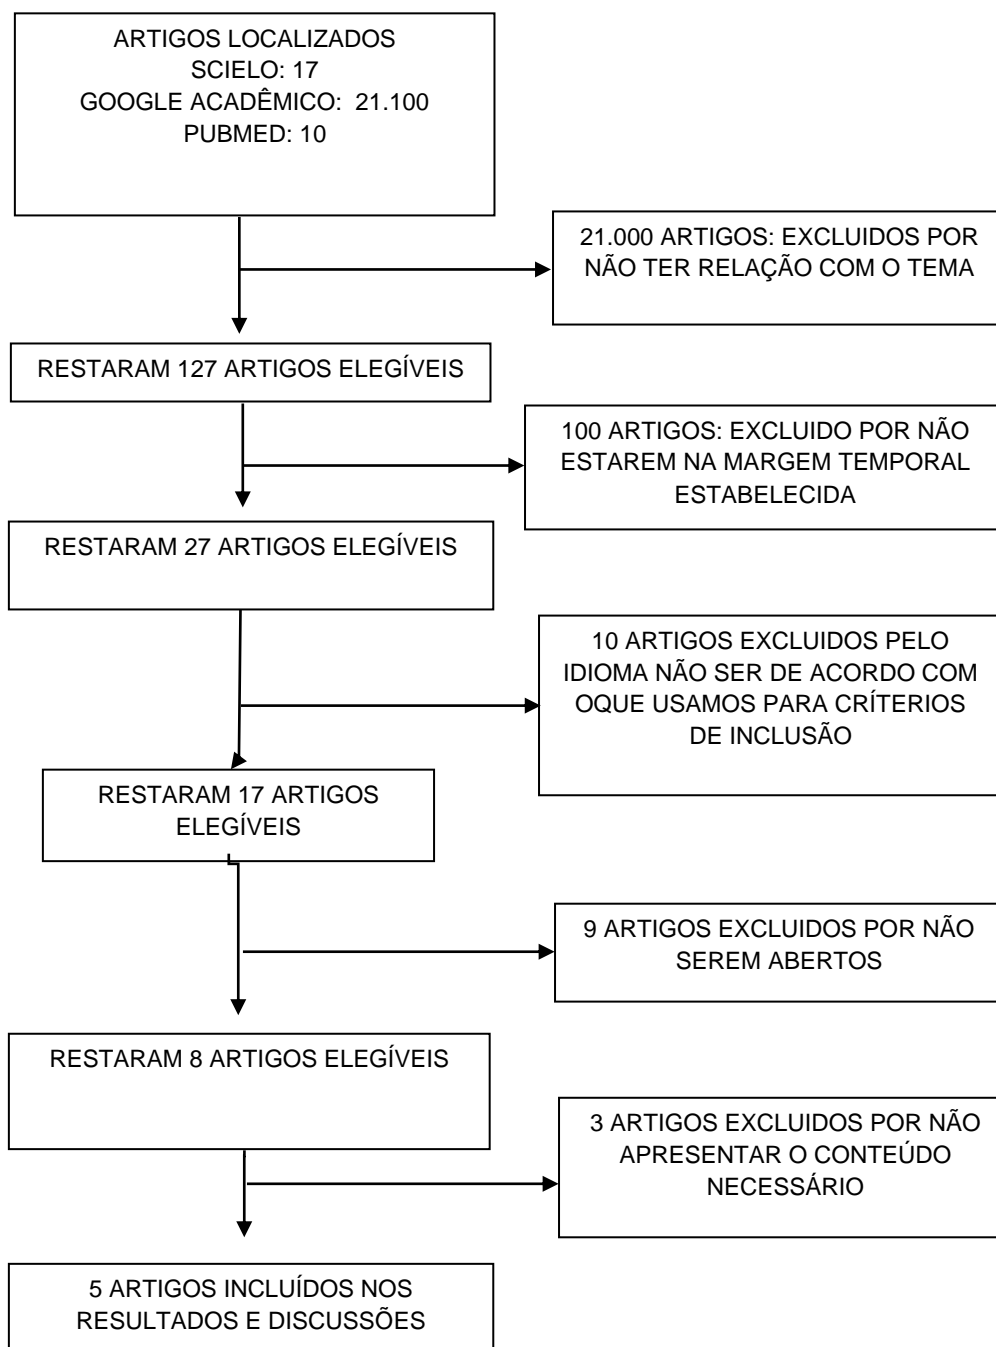 ARTIGOS LOCALIZADOS
SCIELO: 17
GOOGLE ACADÊMICO: 21.100
PUBMED: 10
21.000 ARTIGOS: EXCLUIDOS POR
NÃO TER RELAÇÃO COM O TEMA
RESTARAM 127 ARTIGOS ELEGÍVEIS
100 ARTIGOS: EXCLUIDO POR NÃO
ESTAREM NA MARGEM TEMPORAL
ESTABELECIDA
RESTARAM 27 ARTIGOS ELEGÍVEIS
10 ARTIGOS EXCLUIDOS PELO
IDIOMA NÃO SER DE ACORDO COM
OQUE USAMOS PARA CRÍTERIOS
DE INCLUSÃO
RESTARAM 17 ARTIGOS
ELEGÍVEIS
9 ARTIGOS EXCLUIDOS POR NÃO
SEREM ABERTOS
RESTARAM 8 ARTIGOS ELEGÍVEIS
3 ARTIGOS EXCLUIDOS POR NÃO
APRESENTAR O CONTEÚDO
NECESSÁRIO
5 ARTIGOS INCLUÍDOS NOS
RESULTADOS E DISCUSSÕES